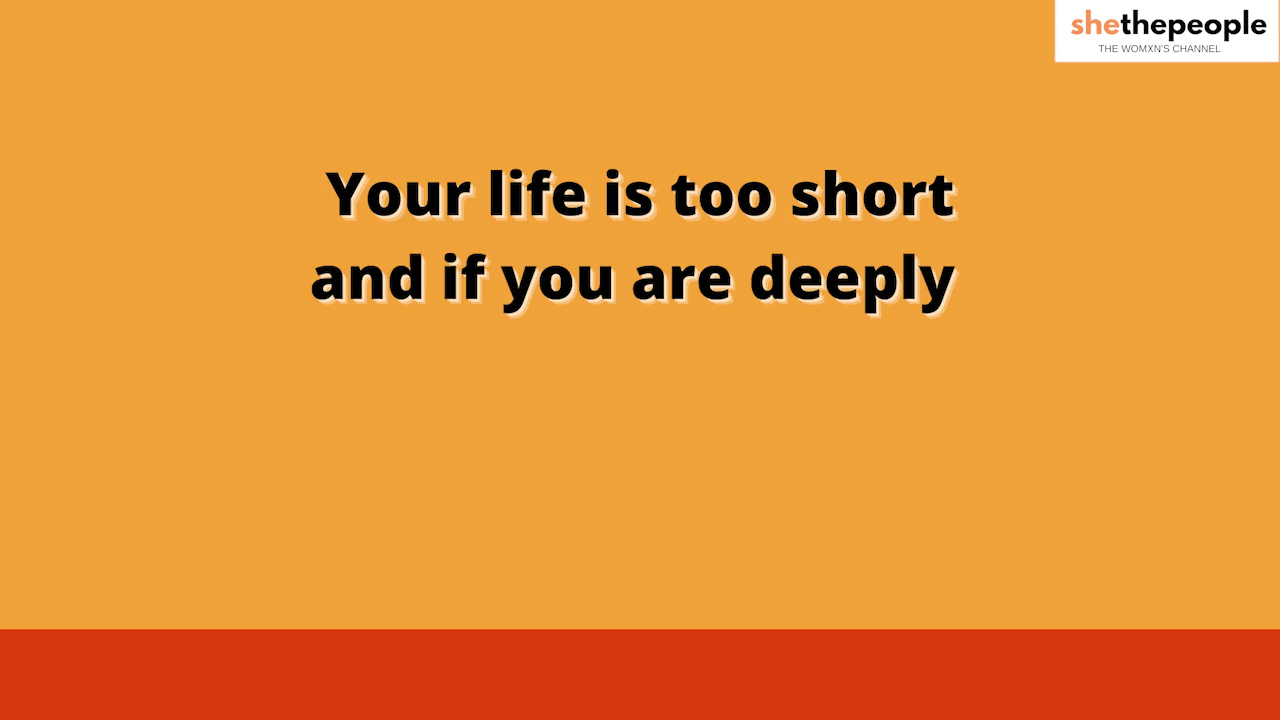 shethepeople
THE WOMXN'S CHANNEL
Your life is too short
and if you are deeply